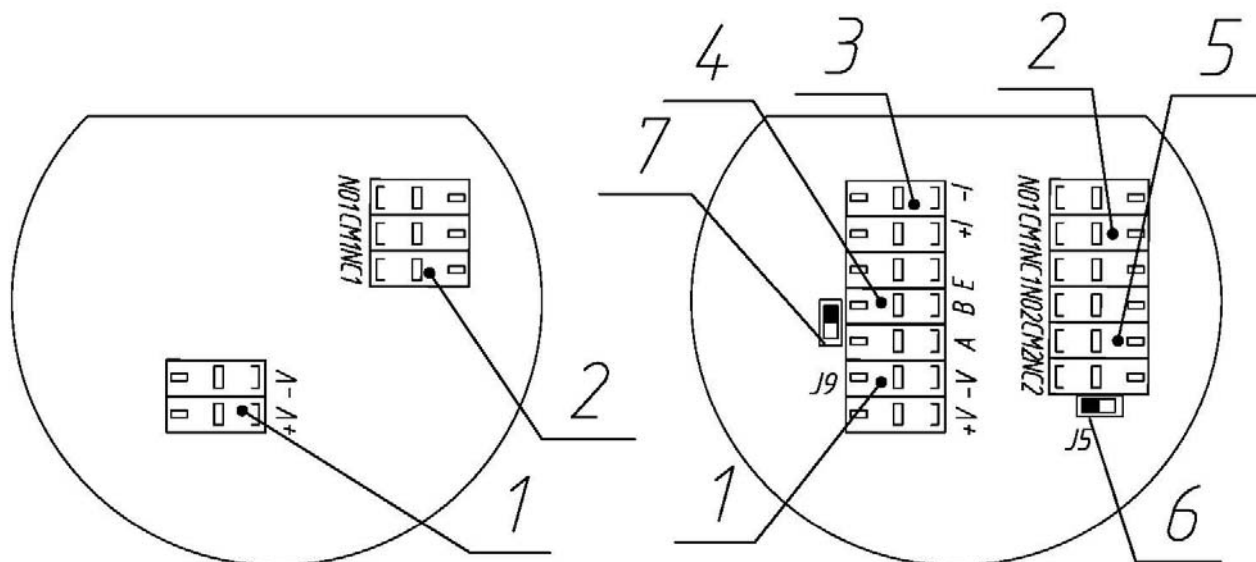 4
3
2
5
7
NO1CM1NC1
-I
+I
E
B
A
-V
+V
NO1CM1NC1NO2CM2NC2
J9
J5
-V
+V
2
1
1
6